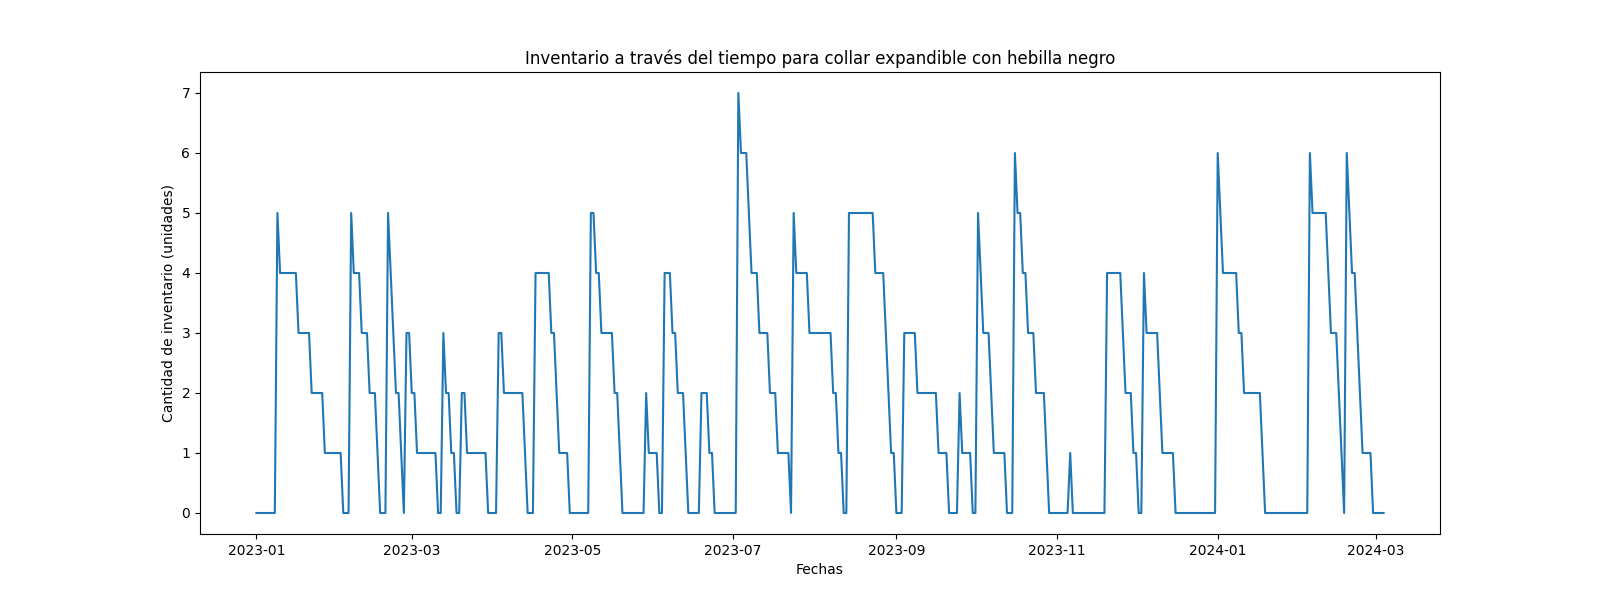 Inventario a través del tiempo para collar expandible con hebilla negro
Cantidad de inventario (unidades)
7
6
5
4
3
2
1
0
2023-01 2023-03 2023-05 2023-07 2023-09 2023-11 2024-01 2024-03
Fechas